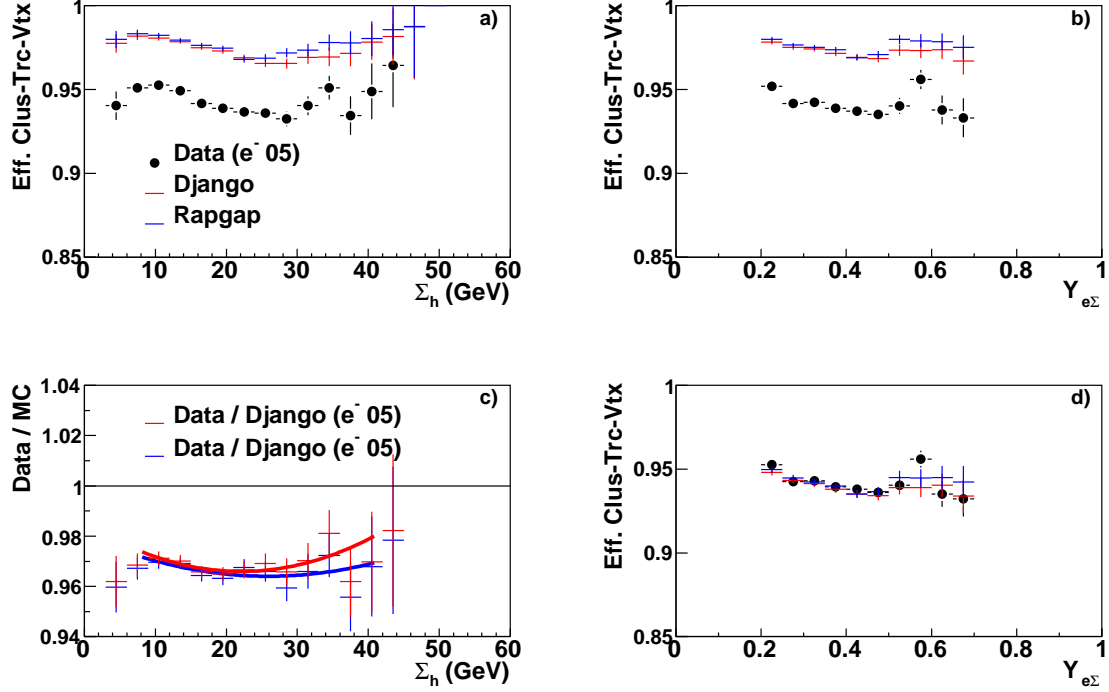 a)
Eff. Clus-Trc-Vtx
1
0.95
0.9
0.85
Data (e⁻ 05)
Django
Rapgap
0 10 20 30 40 50 60
Σh (GeV)
b)
Eff. Clus-Trc-Vtx
1
0.95
0.9
0.85
0 0.2 0.4 0.6 0.8 1
Y eΣ
c)
Data / MC
1.04
1.02
1
0.98
0.96
0.94
Data / Django (e⁻ 05)
Data / Django (e⁻ 05)
0 10 20 30 40 50 60
Σh (GeV)
d)
Eff. Clus-Trc-Vtx
1
0.95
0.9
0.85
0 0.2 0.4 0.6 0.8 1
Y eΣ